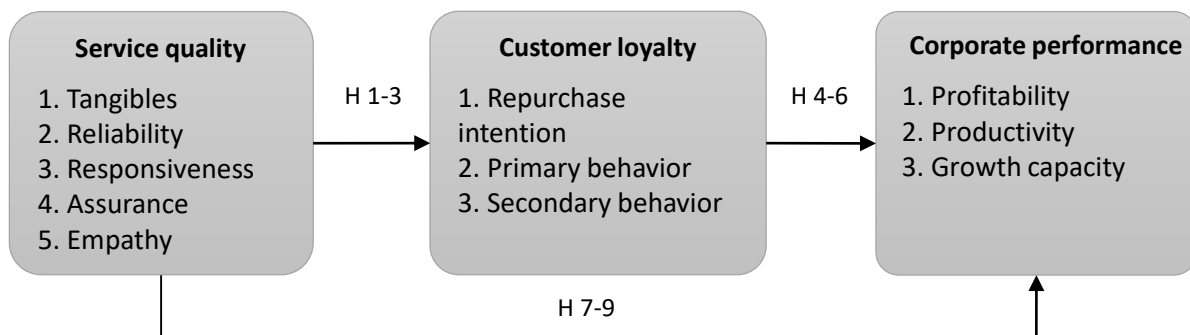 Service quality
1. Tangibles
2. Reliability
3. Responsiveness
4. Assurance
5. Empathy
H 1-3
Customer loyalty
1. Repurchase
intention
2. Primary behavior
3. Secondary behavior
H 4-6
Corporate performance
1. Profitability
2. Productivity
3. Growth capacity
H 7-9